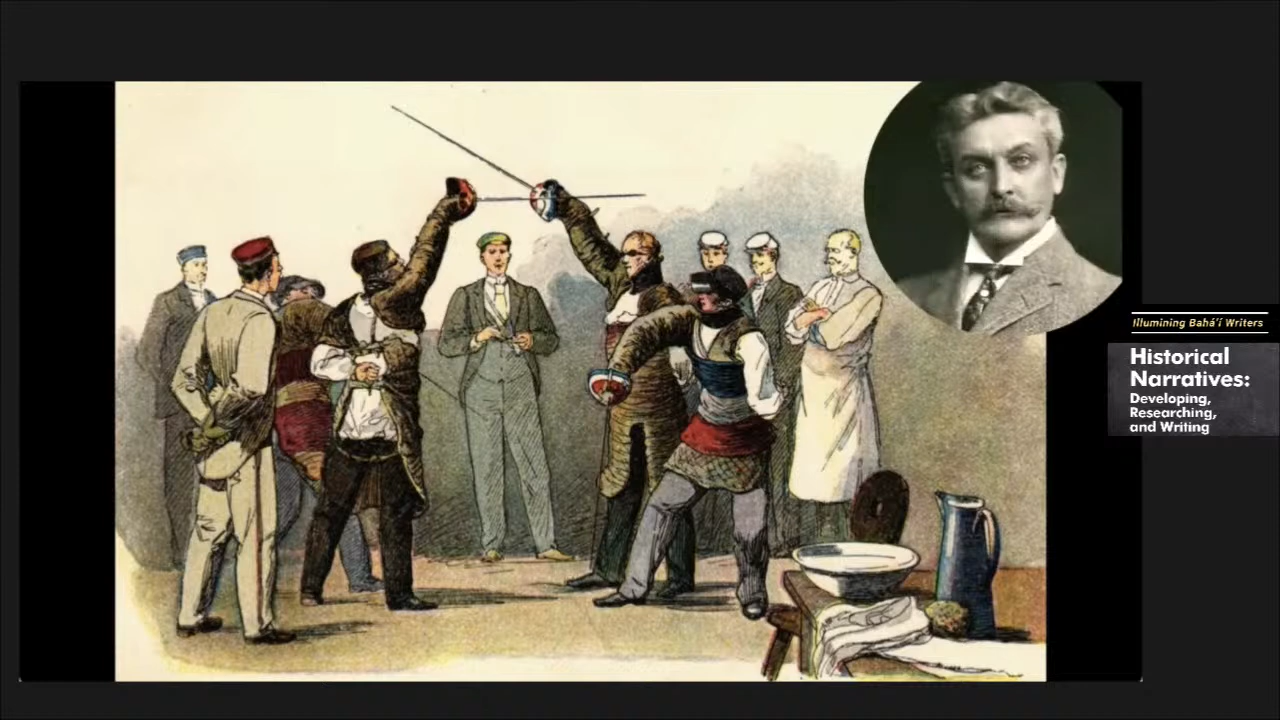 Illumining Bahá'í Writers
Historical
Narratives:
Developing,
Researching,
and Writing